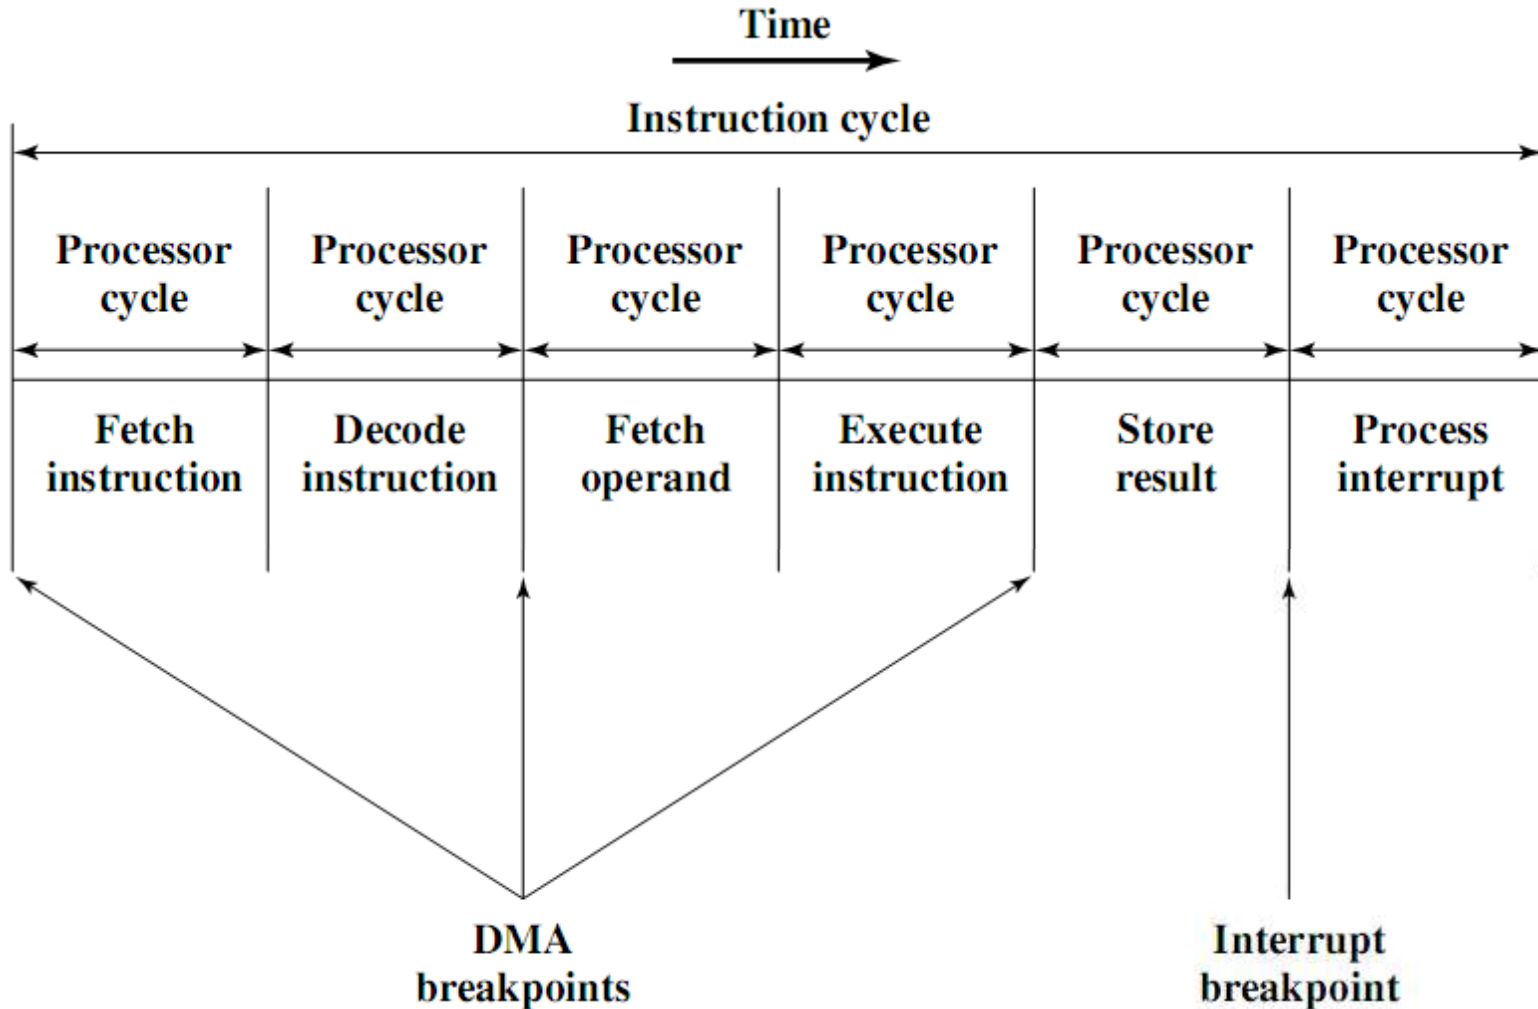 Time
Instruction cycle
Processor
cycle
Processor
cycle
Processor
cycle
Processor
cycle
Processor
cycle
Processor
cycle
Fetch
instruction
Decode
instruction
Fetch
operand
Execute
instruction
Store
result
Process
interrupt
DMA
breakpoints
Interrupt
breakpoint